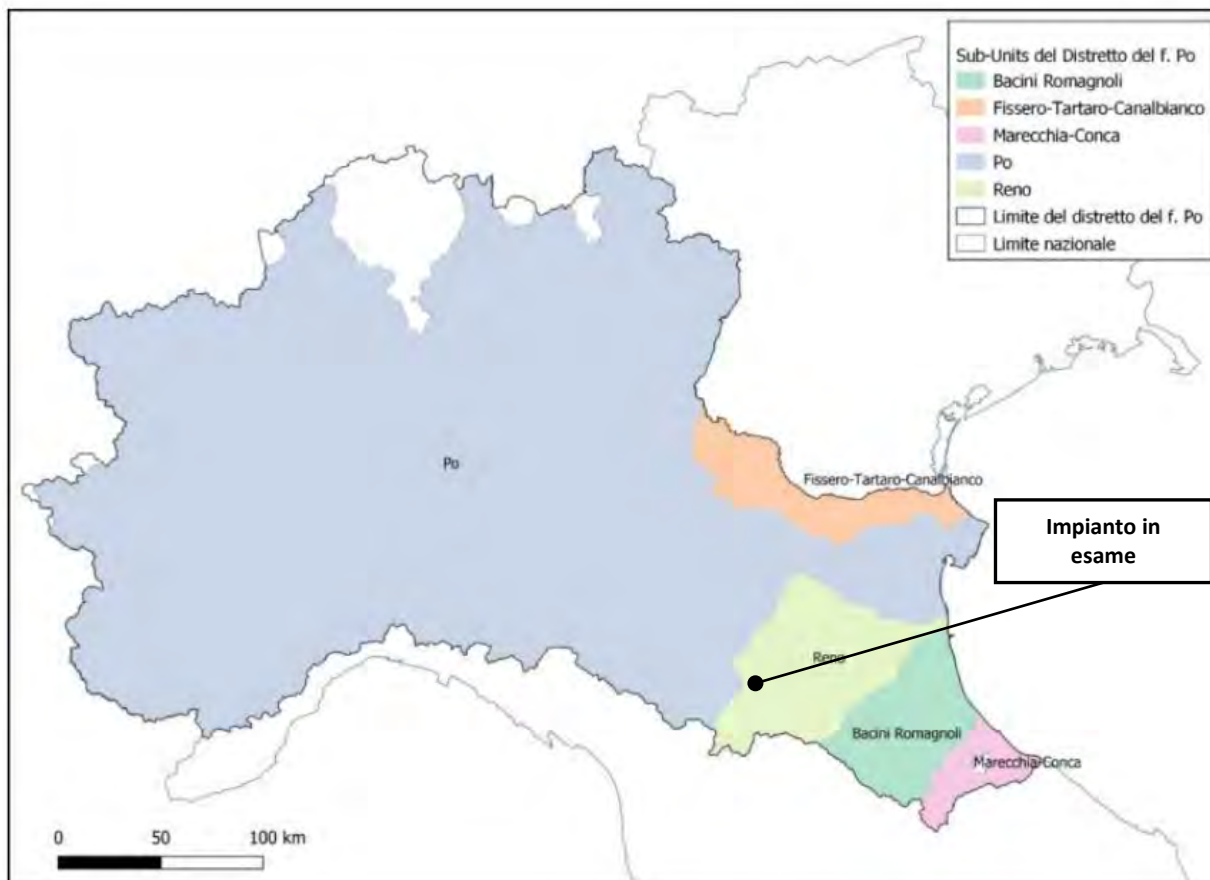 Sub-Units del Distretto del f. Po
Bacini Romagnoli
Fissero-Tartaro-Canalbianco
Marecchia-Conca
Po
Reno
Limite del distretto del f. Po
Limite nazionale
Po
Fissero-Tartaro-Canalbianco
Impianto in
esame
Reno
Bacini Romagnoli
Marecchia-Conca
0 50 100 km